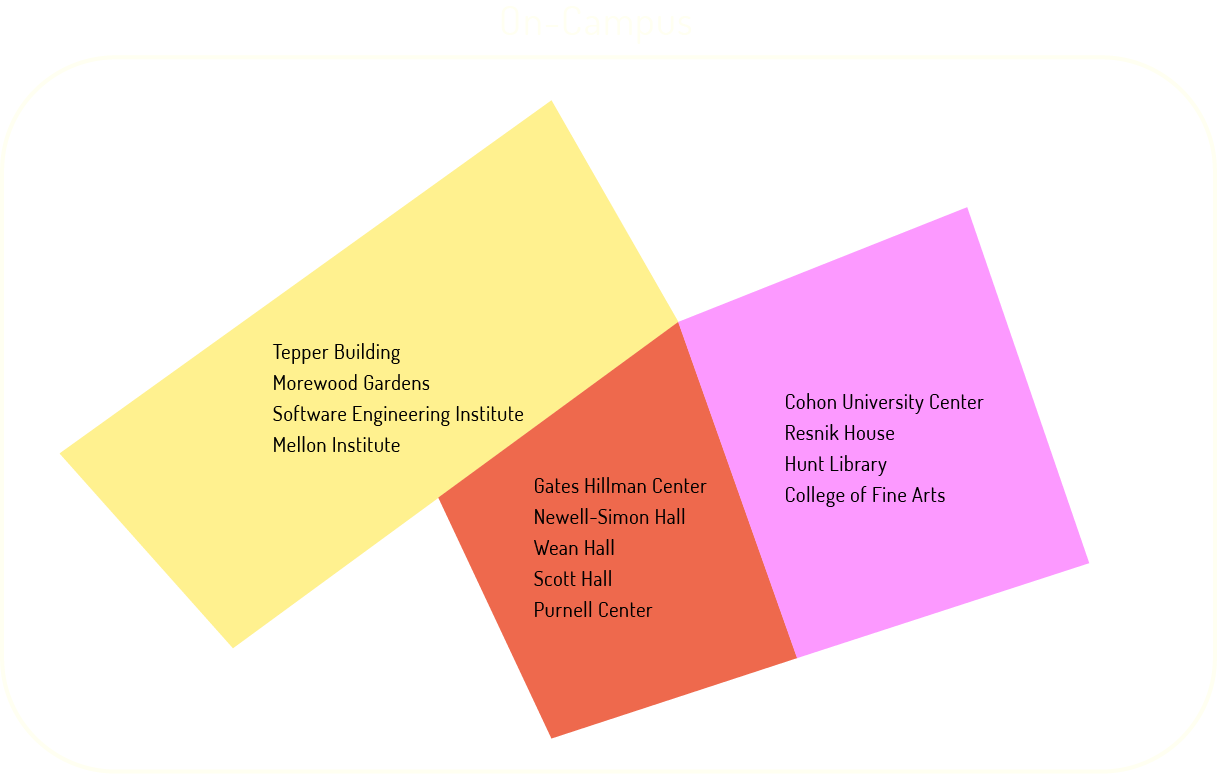 On-Campus
Tepper Building
Morewood Gardens
Software Engineering Institute
Mellon Institute
Gates Hillman Center
Newell-Simon Hall
Wean Hall
Scott Hall
Purnell Center
Cohon University Center
Resnik House
Hunt Library
College of Fine Arts